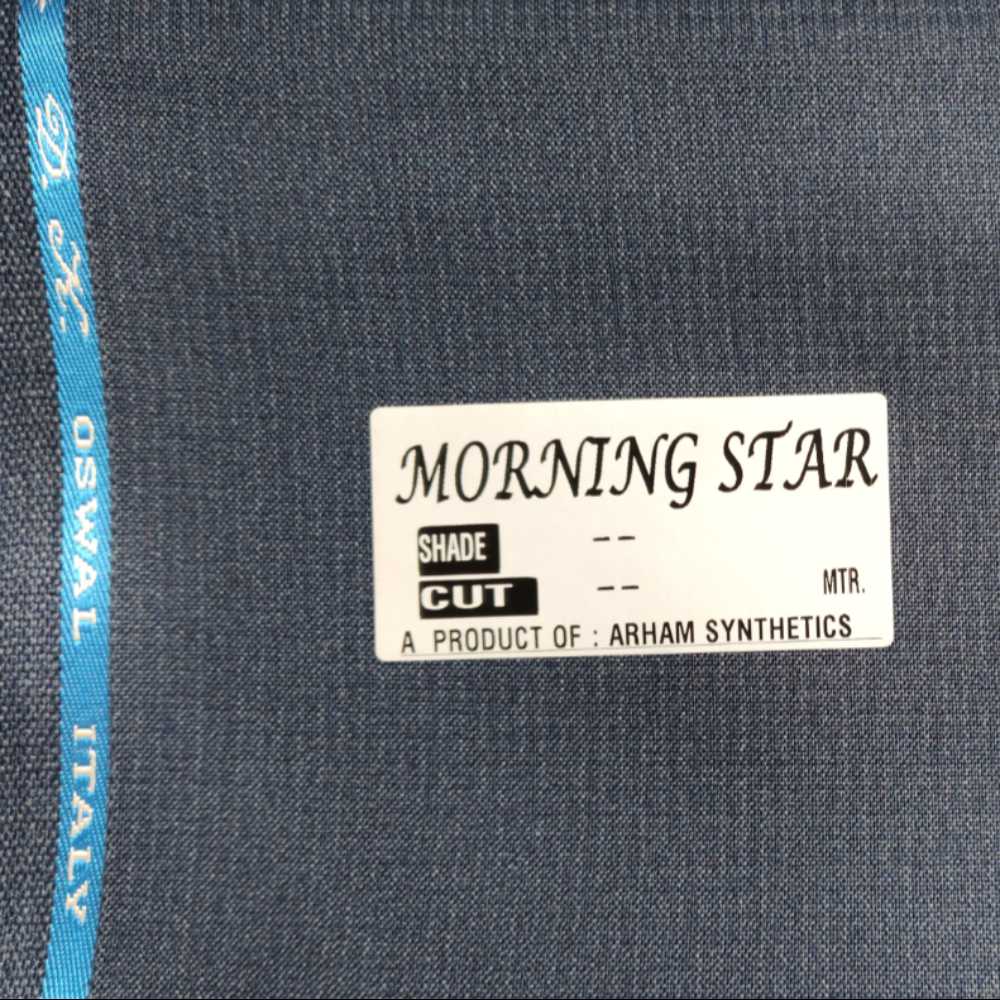 D. K. OSWAL ITALY
MORNING STAR
SHADE --
CUT -- MTR.
A PRODUCT OF : ARHAM SYNTHETICS